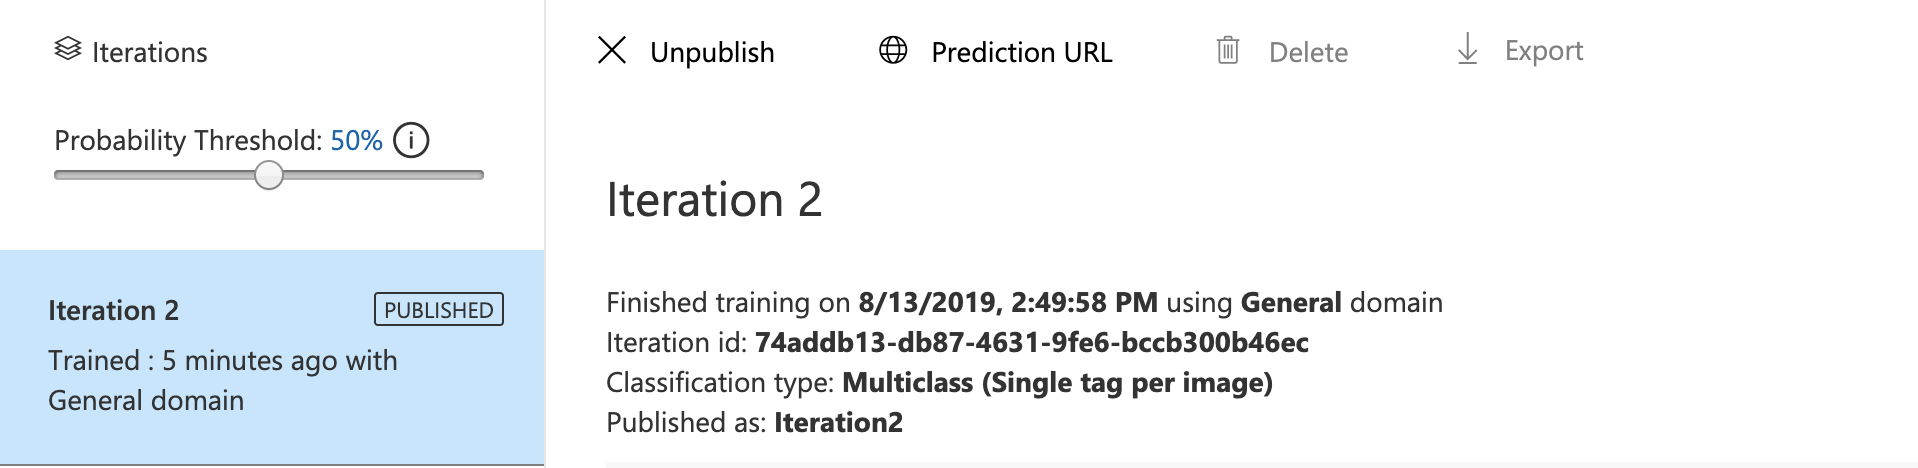 Iterations
Probability Threshold: 50%
Iteration 2 PUBLISHED
Trained : 5 minutes ago with
General domain
Unpublish Prediction URL Delete Export
Iteration 2
Finished training on 8/13/2019, 2:49:58 PM using General domain
Iteration id: 74addb13-db87-4631-9fe6-bccb300b46ec
Classification type: Multiclass (Single tag per image)
Published as: Iteration2